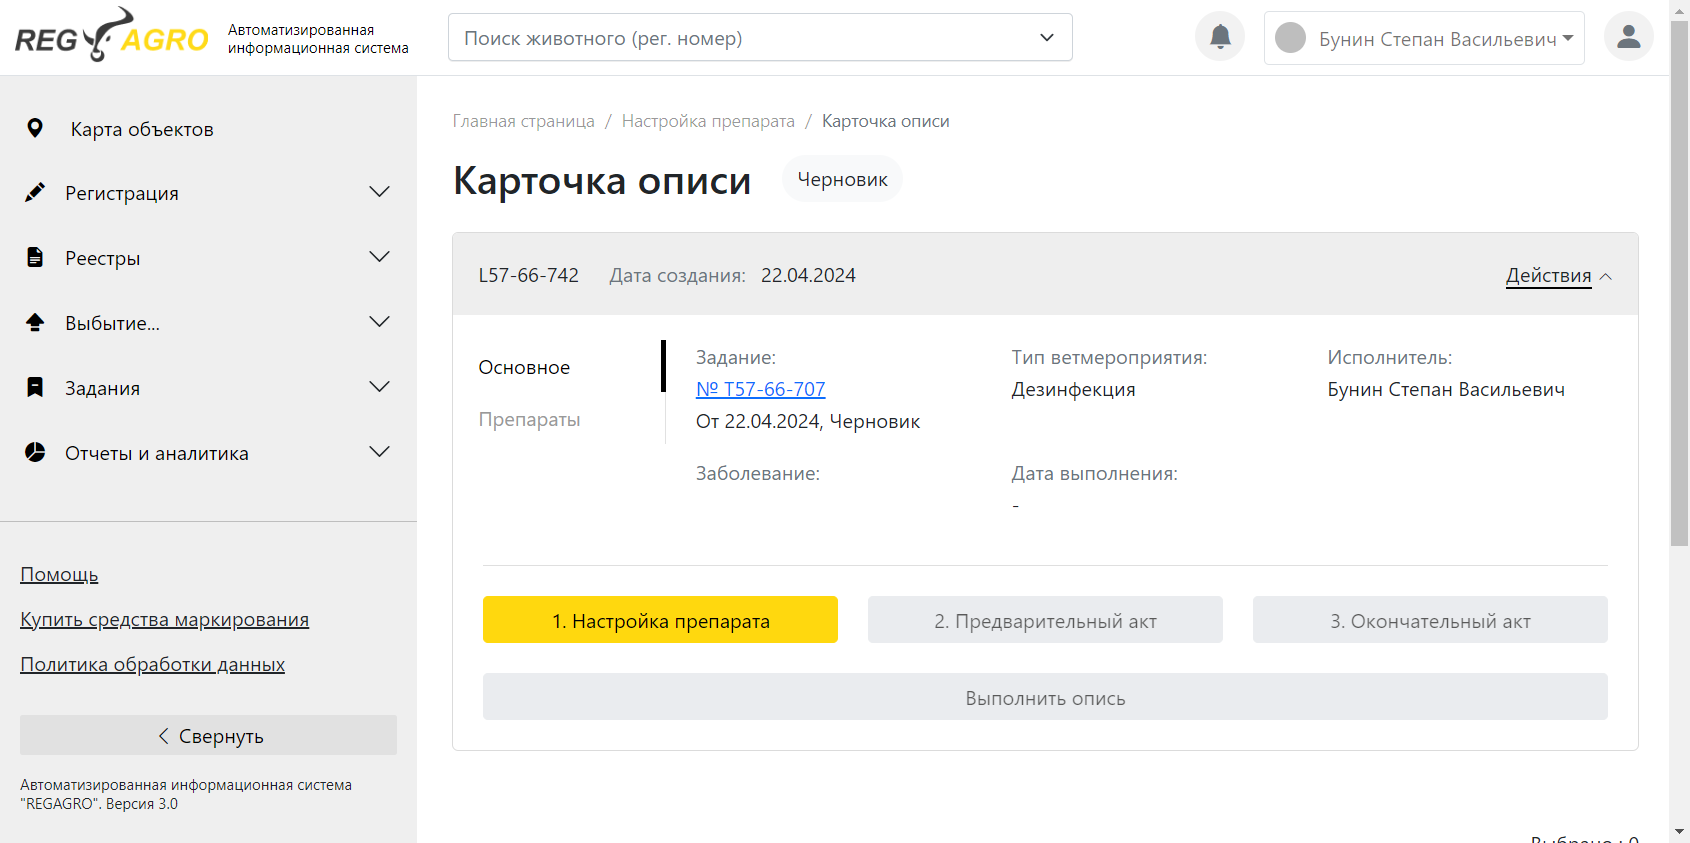 REG AGRO
Автоматизированная
информационная система
Поиск животного (рег. номер)
Бунин Степан Васильевич
Карта объектов
Регистрация
Реестры
Выбытие...
Задания
Отчеты и аналитика
Помощь
Купить средства маркирования
Политика обработки данных
Свернуть
Автоматизированная информационная система
"REGAGRO". Версия 3.0
Главная страница / Настройка препарата / Карточка описи
Карточка описи
Черновик
L57-66-742 Дата создания: 22.04.2024
Действия
Основное
Препараты
Задание:
№ T57-66-707
От 22.04.2024, Черновик
Тип ветмероприятия:
Дезинфекция
Исполнитель:
Бунин Степан Васильевич
Заболевание:
Дата выполнения:
-
1. Настройка препарата
2. Предварительный акт
3. Окончательный акт
Выполнить опись
Выбрано : 0